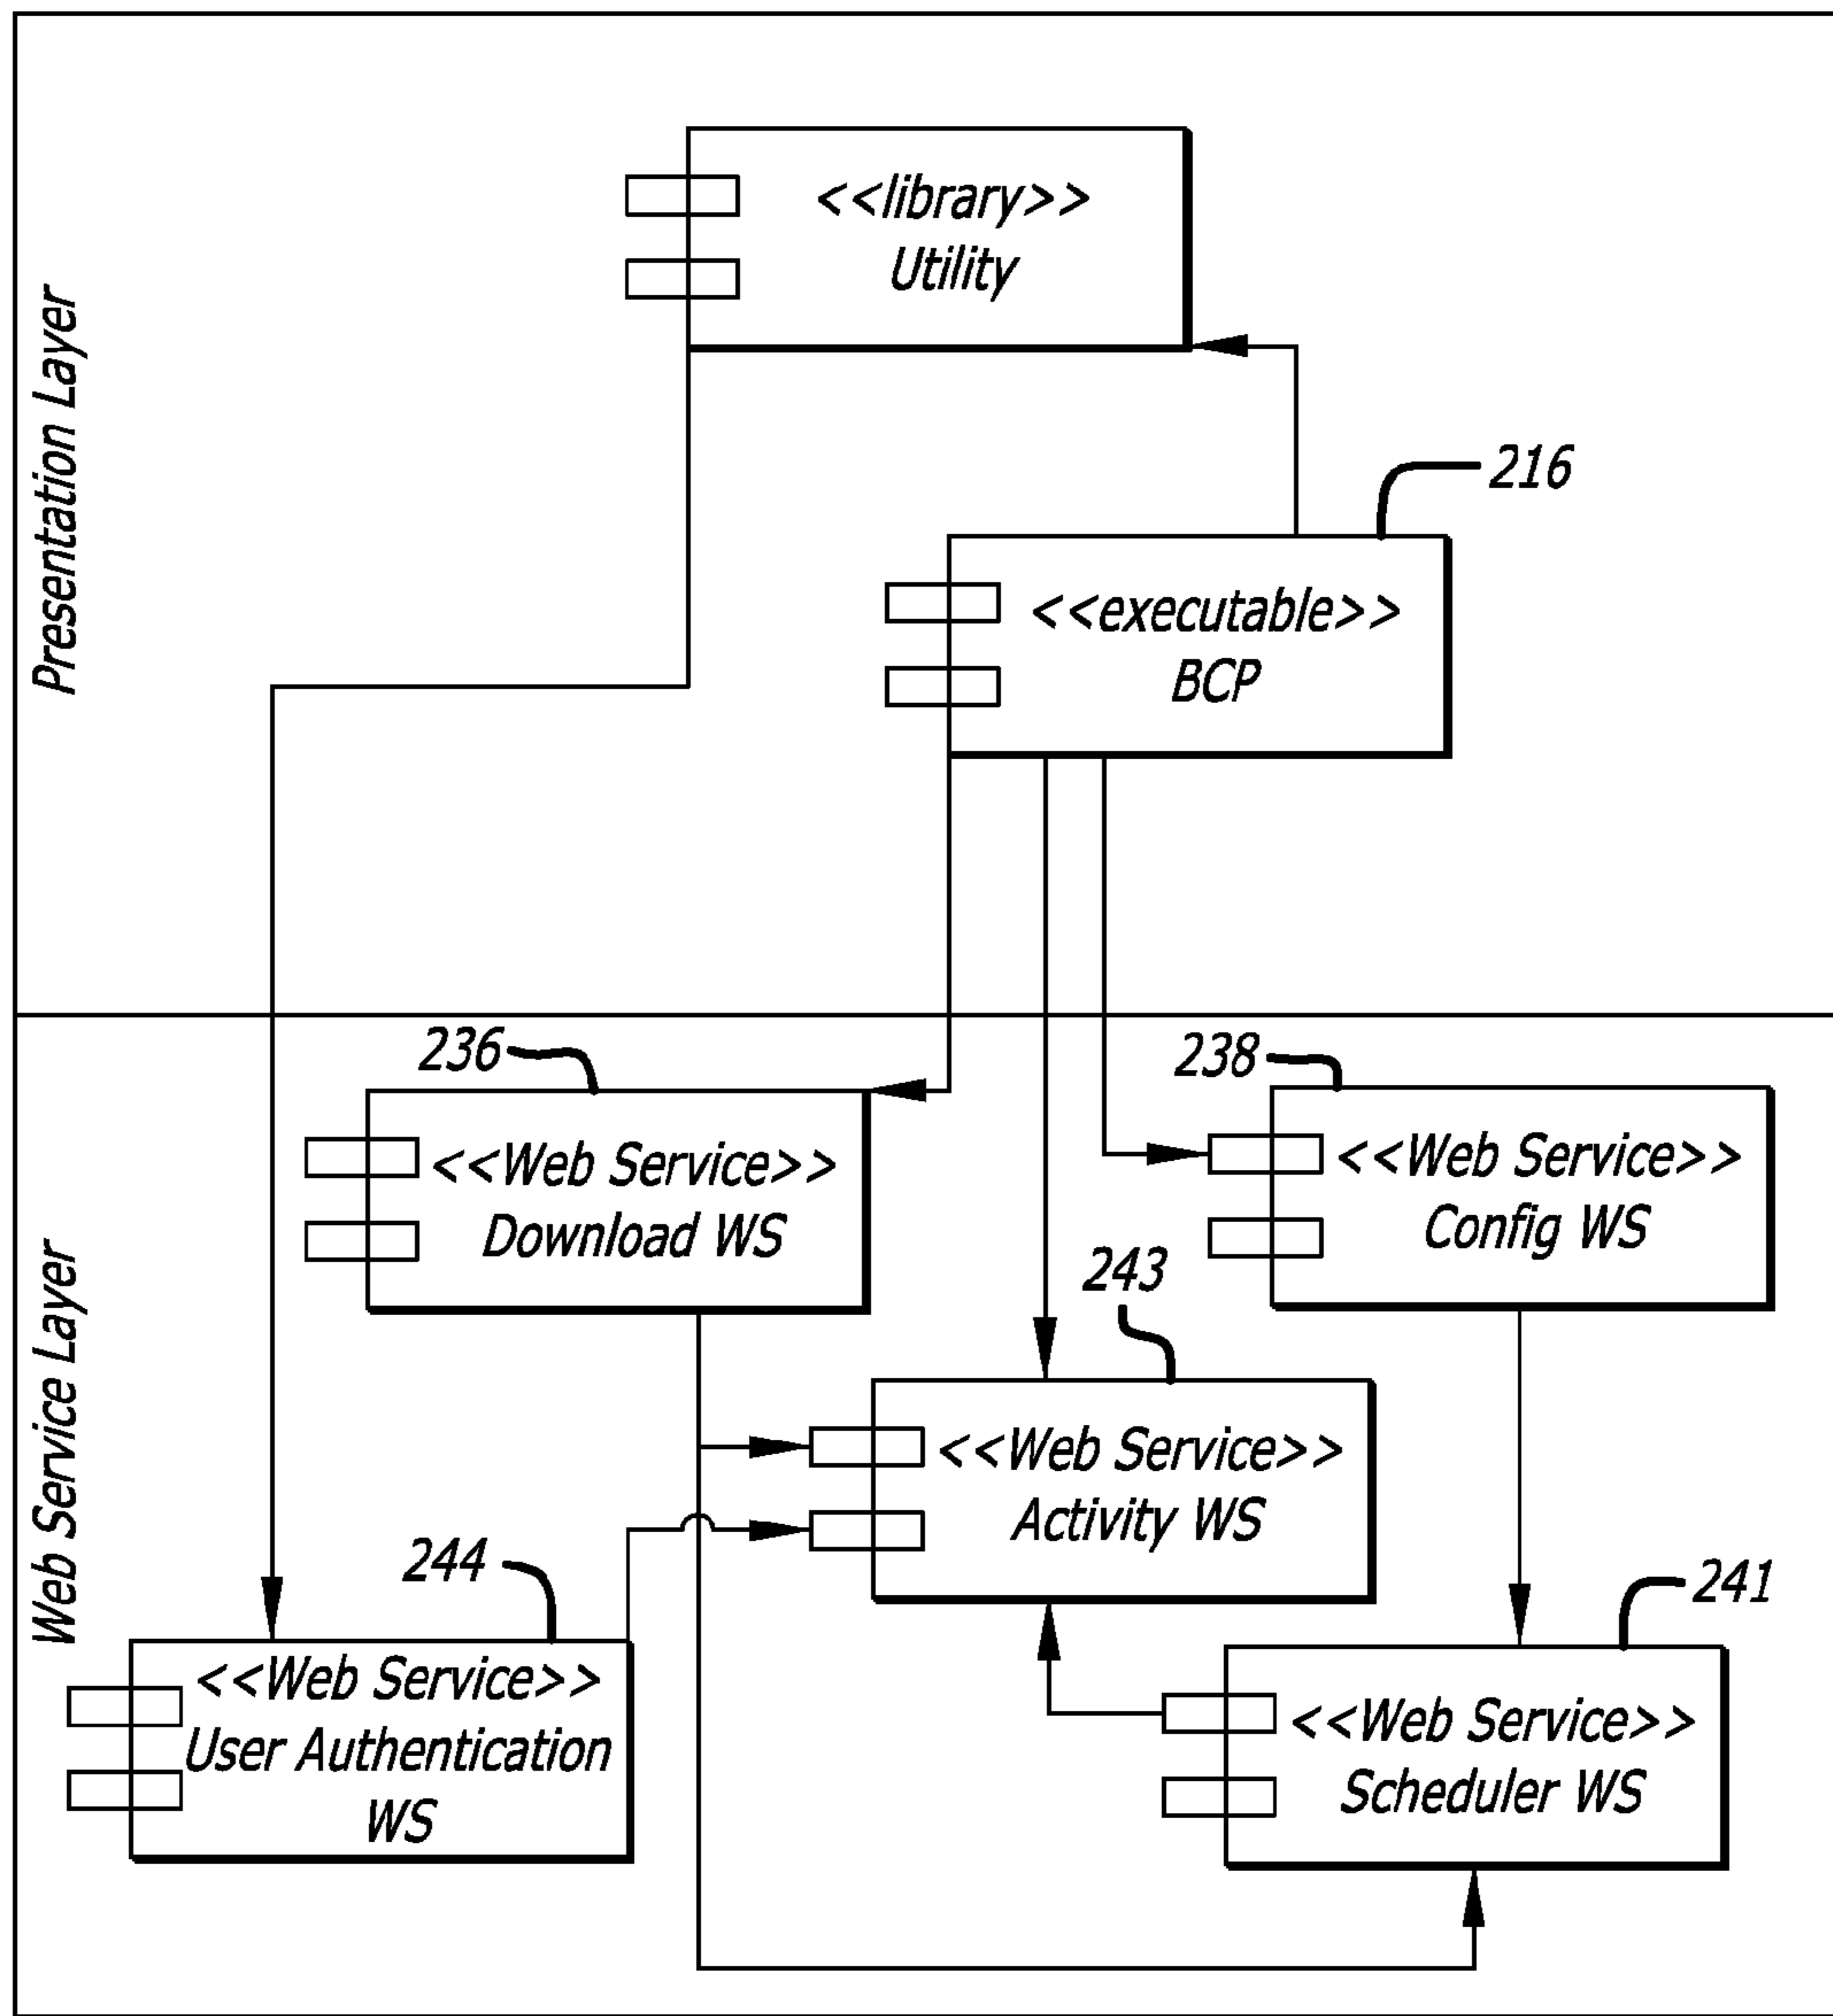 Presentation Layer
<<library>>
Utility
216
<<executable>>
BCP
Web Service Layer
236
<<Web Service>>
Download WS
238
<<Web Service>>
Config WS
243
<<Web Service>>
Activity WS
244
<<Web Service>>
User Authentication
WS
241
<<Web Service>>
Scheduler WS